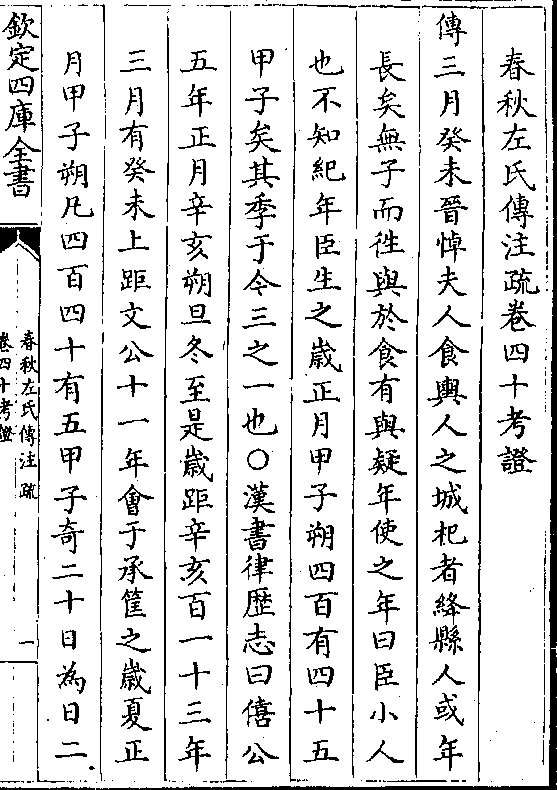 春秋左氏傳注疏卷四十考證
傳三月癸未晉悼夫人食輿人之城杞者絳縣人或年
長矣無子而徃與於食有與疑年使之年曰臣小人
也不知紀年臣生之歳正月甲子朔四百有四十五
甲子矣其季于今三之一也○漢書律歴志曰僖公
五年正月辛亥朔旦冬至是歳距辛亥百一十三年
三月有癸未上距文公十一年會于承筐之歳夏正
月甲子朔凡四百四十有五甲子奇二十日為日二
欽定四庫全書
春秋左氏傳注疏
卷四十考證
一